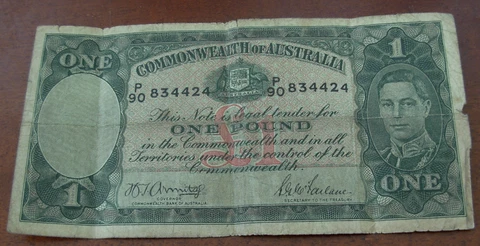 1
COMMONWEALTH OF AUSTRALIA
ONE
P
90 834424
P
90 834424
AUSTRALIA
This Note is legal tender for
£1
ONE POUND
in the Commonwealth and in all
Territories under the control of the
Commonwealth.
1
ONE
GOVERNOR
COMMONWEALTH BANK OF AUSTRALIA
SECRETARY TO THE TREASURY